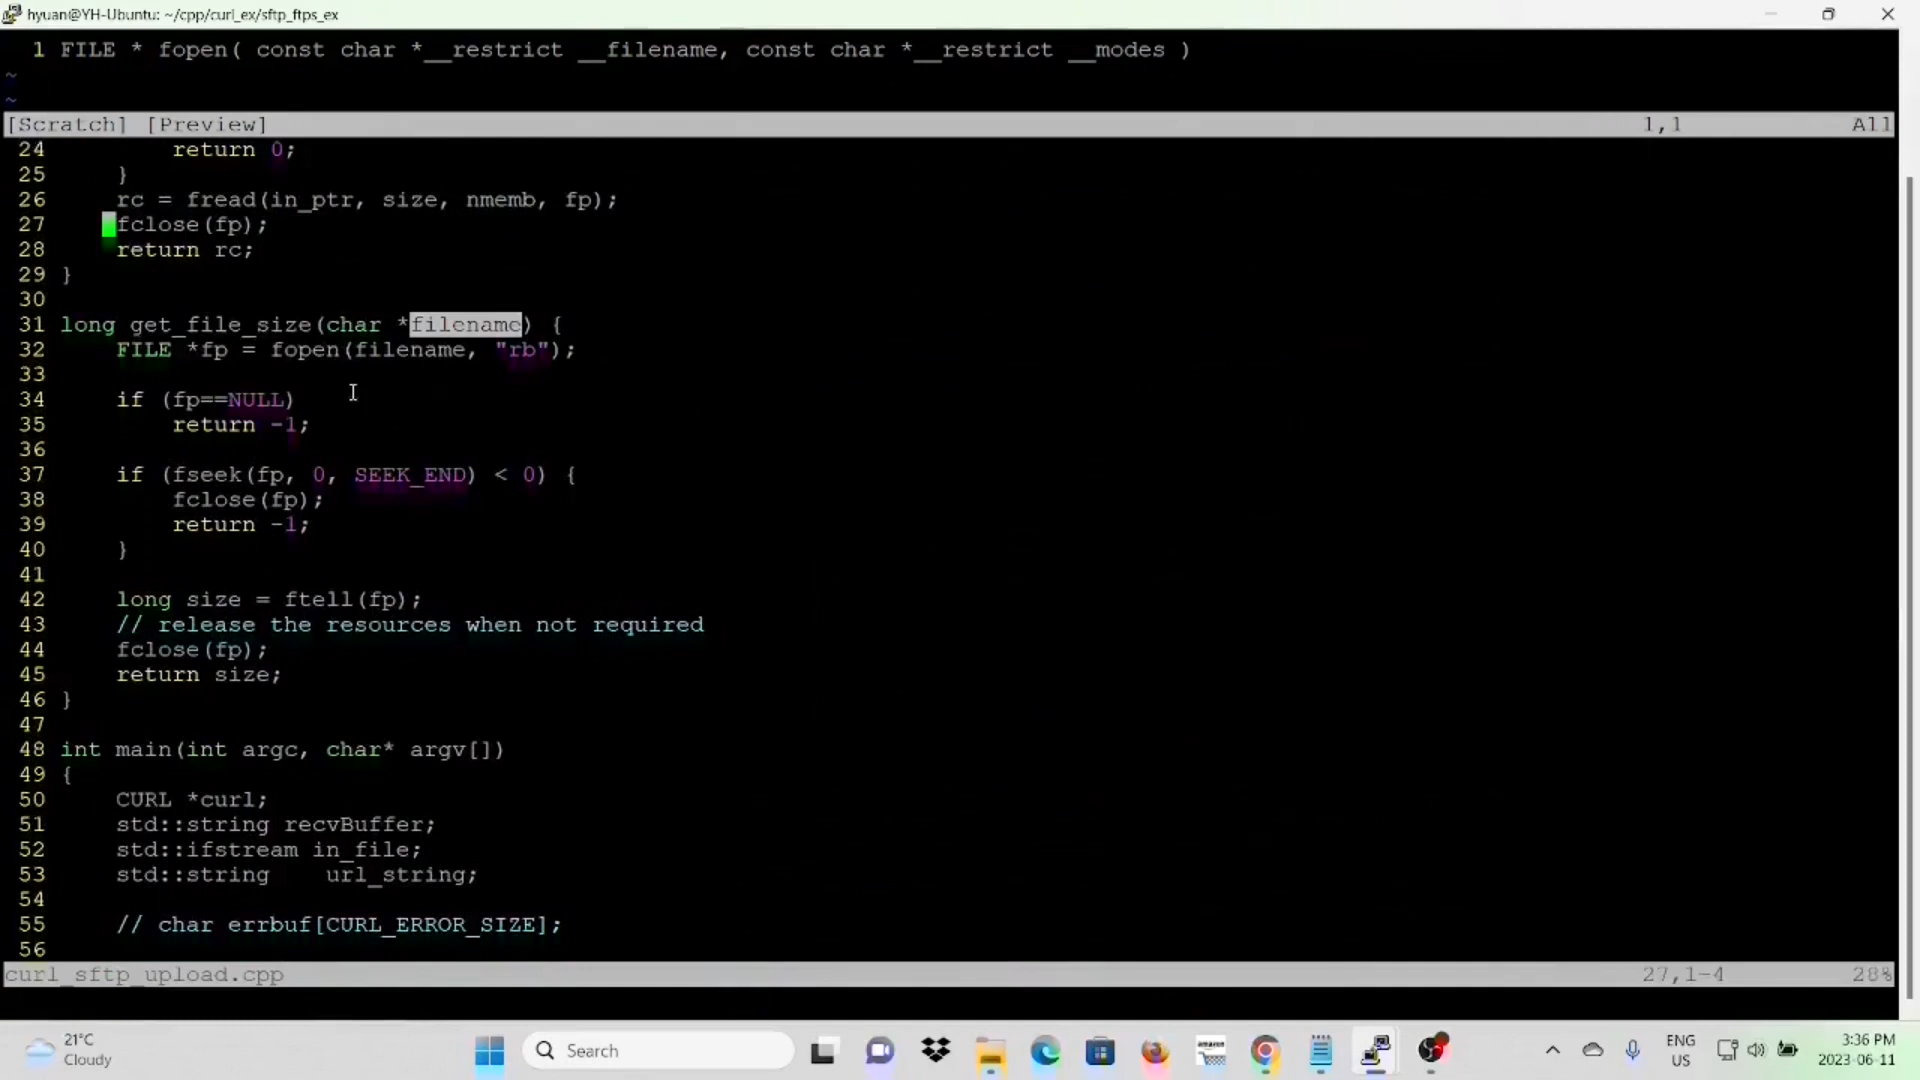 hyuan@YH-Ubuntu: ~/cpp/curl_ex/sftp_ftps_ex
1 FILE * fopen( const char *__restrict __filename, const char *__restrict __modes )
~
~
[Scratch] [Preview] 1,1 All
24 return 0;
25 }
26 rc = fread(in_ptr, size, nmemb, fp);
27 fclose(fp);
28 return rc;
29 }
30
31 long get_file_size(char *filename) {
32 FILE *fp = fopen(filename, "rb");
33
34 if (fp==NULL)
35 return -1;
36
37 if (fseek(fp, 0, SEEK_END) < 0) {
38 fclose(fp);
39 return -1;
40 }
41
42 long size = ftell(fp);
43 // release the resources when not required
44 fclose(fp);
45 return size;
46 }
47
48 int main(int argc, char* argv[])
49 {
50 CURL *curl;
51 std::string recvBuffer;
52 std::ifstream in_file;
53 std::string url_string;
54
55 // char errbuf[CURL_ERROR_SIZE];
56
curl_sftp_upload.cpp 27,1-4 28%
21°C
Cloudy
Search
amazon
ENG
US
3:36 PM
2023-06-11